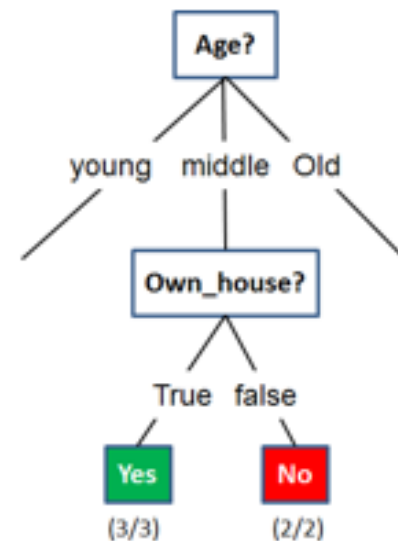 Age?
young middle Old
Own_house?
True false
Yes No
(3/3) (2/2)